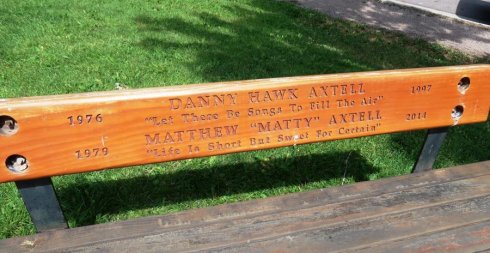 DANNY HAWK AXTELL
1976 "Let There Be Songs To Fill The Air" 1997
MATTHEW "MATTY" AXTELL
1979 "Life Is Short But Sweet For Certain" 2014